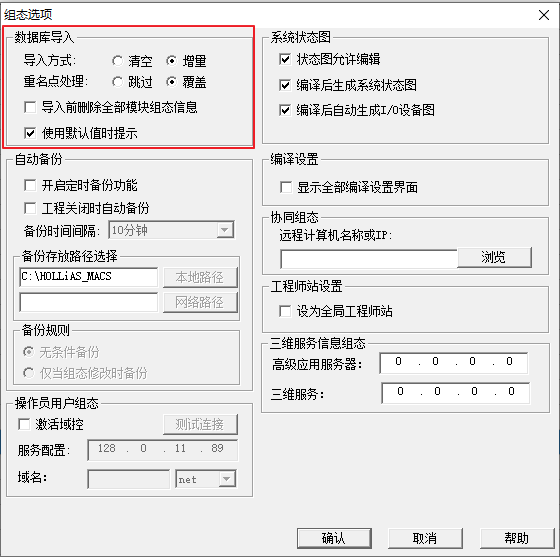 组态选项
数据库导入
导入方式: 清空 增量
重名点处理: 跳过 覆盖
导入前删除全部模块组态信息
使用默认值时提示
自动备份
开启定时备份功能
工程关闭时自动备份
备份时间间隔: 10分钟
备份存放路径选择
C:\HOLLiAS_MACS 本地路径
网络路径
备份规则
无条件备份
仅当组态修改时备份
操作员用户组态
激活域控 测试连接
服务配置: 128 . 0 . 11 . 89
域名: net
系统状态图
状态图允许编辑
编译后生成系统状态图
编译后自动生成I/O设备图
编译设置
显示全部编译设置界面
协同组态
远程计算机名称或IP:
浏览
工程师站设置
设为全局工程师站
三维服务信息组态
高级应用服务器: 0 . 0 . 0 . 0
三维服务: 0 . 0 . 0 . 0
确认 取消 帮助